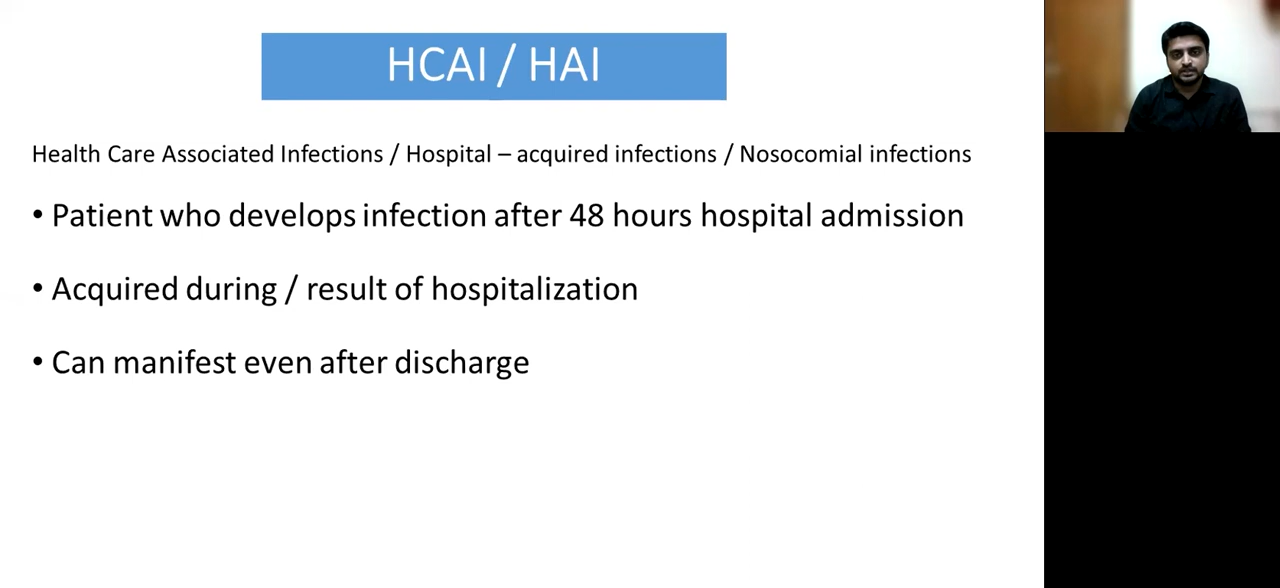 HCAI / HAI
Health Care Associated Infections / Hospital – acquired infections / Nosocomial infections
• Patient who develops infection after 48 hours hospital admission
• Acquired during / result of hospitalization
• Can manifest even after discharge